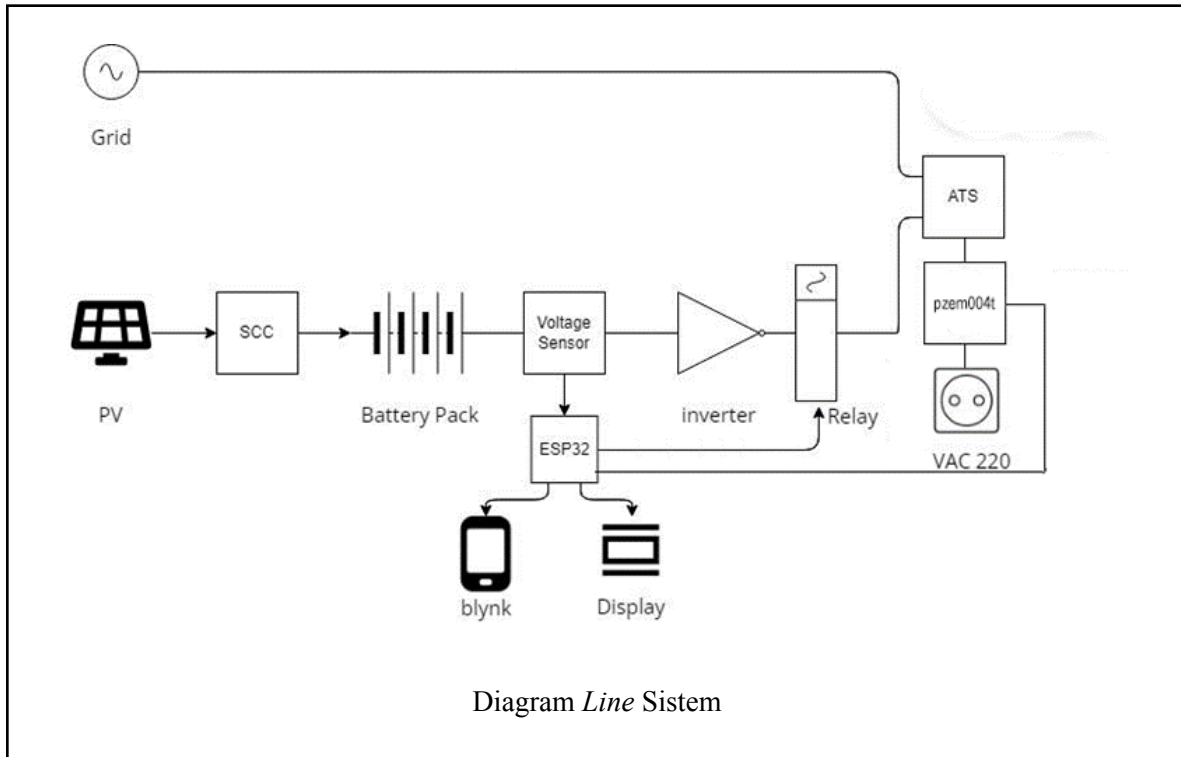 Grid
ATS
pzem004t
VAC 220
PV
SCC
Battery Pack
Voltage
Sensor
inverter
Relay
ESP32
blynk
Display
Diagram Line Sistem